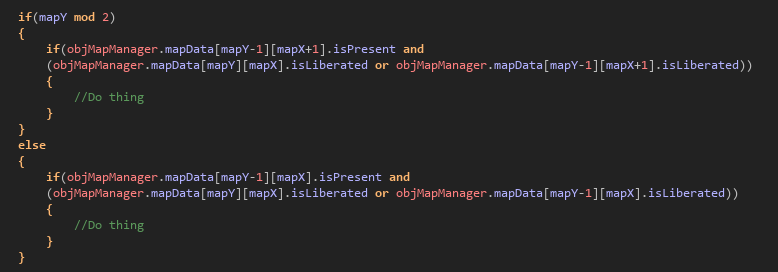 if(mapY mod 2)
{
    if(objMapManager.mapData[mapY-1][mapX+1].isPresent and
    (objMapManager.mapData[mapY][mapX].isLiberated or objMapManager.mapData[mapY-1][mapX+1].isLiberated))
    {
        //Do thing
    }
}
else
{
    if(objMapManager.mapData[mapY-1][mapX].isPresent and
    (objMapManager.mapData[mapY][mapX].isLiberated or objMapManager.mapData[mapY-1][mapX].isLiberated))
    {
        //Do thing
    }
}